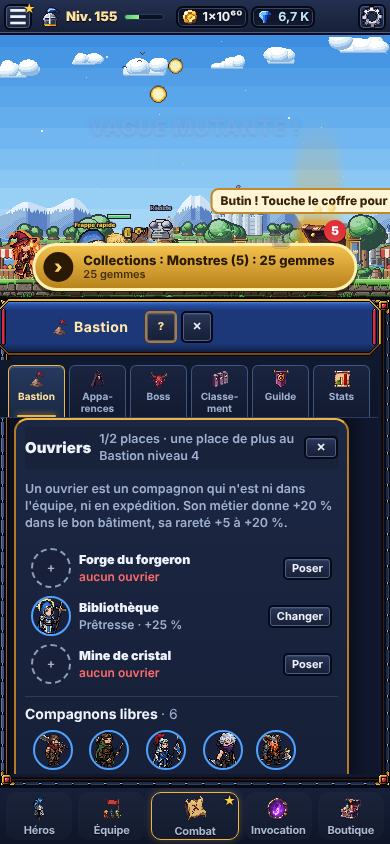 Niv. 155
1×10⁶⁰
6,7 K
VAGUE MUTANTE !
Frappe rapide
Butin ! Touche le coffre pour
5
Collections : Monstres (5) : 25 gemmes
25 gemmes
Bastion
?
×
Bastion
Appa-
rences
Boss
Classe-
ment
Guilde
Stats
Ouvriers
1/2 places · une place de plus au
Bastion niveau 4
×
Un ouvrier est un compagnon qui n'est ni dans
l'équipe, ni en expédition. Son métier donne +20 %
dans le bon bâtiment, sa rareté +5 à +20 %.
+
Forge du forgeron
aucun ouvrier
Poser
Bibliothèque
Prêtresse · +25 %
Changer
+
Mine de cristal
aucun ouvrier
Poser
Compagnons libres · 6
Héros
Équipe
Combat
Invocation
Boutique